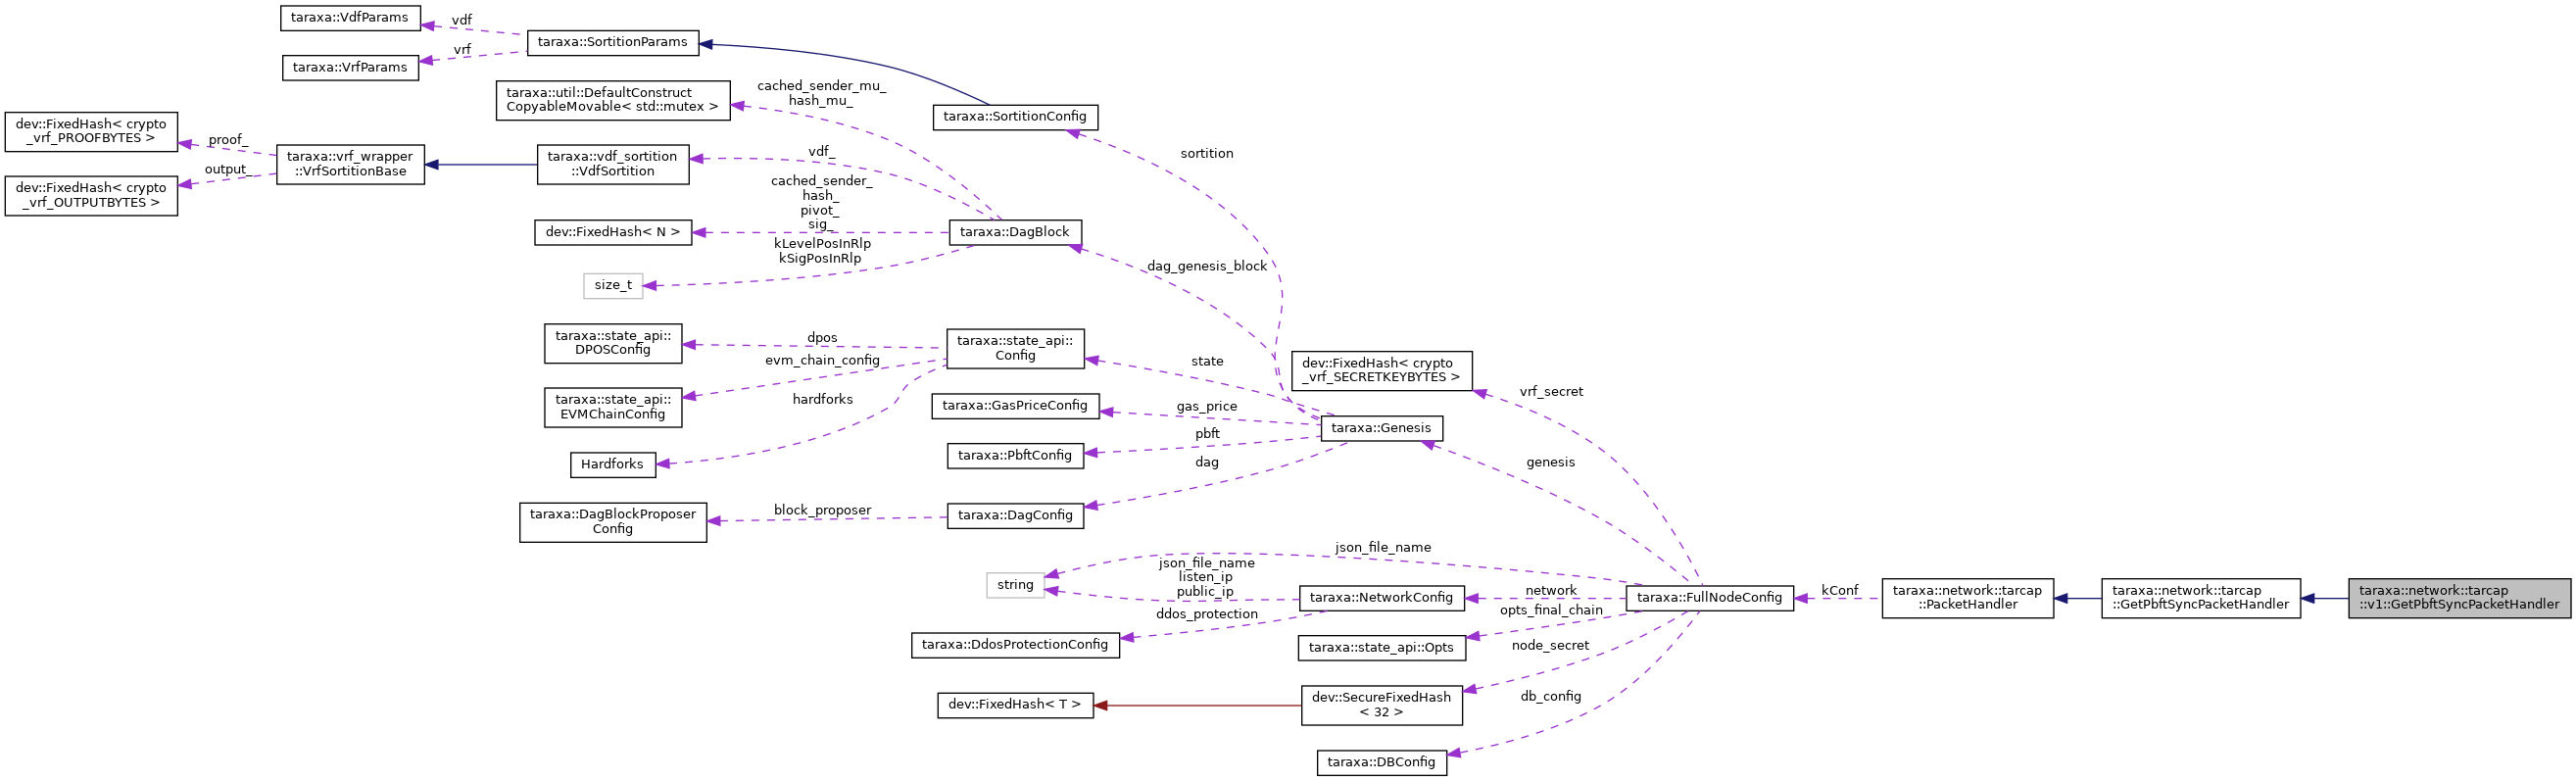 taraxa::VdfParams
vdf
taraxa::SortitionParams
vrf
taraxa::VrfParams
taraxa::util::DefaultConstruct
CopyableMovable< std::mutex >
cached_sender_mu_
hash_mu_
taraxa::SortitionConfig
dev::FixedHash< crypto
_vrf_PROOFBYTES >
proof_
taraxa::vrf_wrapper
::VrfSortitionBase
taraxa::vdf_sortition
::VdfSortition
vdf_
sortition
output_
dev::FixedHash< crypto
_vrf_OUTPUTBYTES >
cached_sender_
hash_
pivot_
sig_
dev::FixedHash< N >
taraxa::DagBlock
kLevelPosInRlp
kSigPosInRlp
dag_genesis_block
size_t
taraxa::state_api::
DPOSConfig
dpos
taraxa::state_api::
Config
evm_chain_config
state
dev::FixedHash< crypto
_vrf_SECRETKEYBYTES >
vrf_secret
taraxa::state_api::
EVMChainConfig
hardforks
taraxa::GasPriceConfig
gas_price
taraxa::Genesis
pbft
taraxa::PbftConfig
Hardforks
dag
genesis
taraxa::DagBlockProposer
Config
block_proposer
taraxa::DagConfig
json_file_name
string
json_file_name
listen_ip
public_ip
taraxa::NetworkConfig
network
taraxa::FullNodeConfig
kConf
taraxa::network::tarcap
::PacketHandler
taraxa::network::tarcap
::GetPbftSyncPacketHandler
taraxa::network::tarcap
::v1::GetPbftSyncPacketHandler
ddos_protection
opts_final_chain
taraxa::DdosProtectionConfig
taraxa::state_api::Opts
node_secret
dev::FixedHash< T >
dev::SecureFixedHash
< 32 >
db_config
taraxa::DBConfig